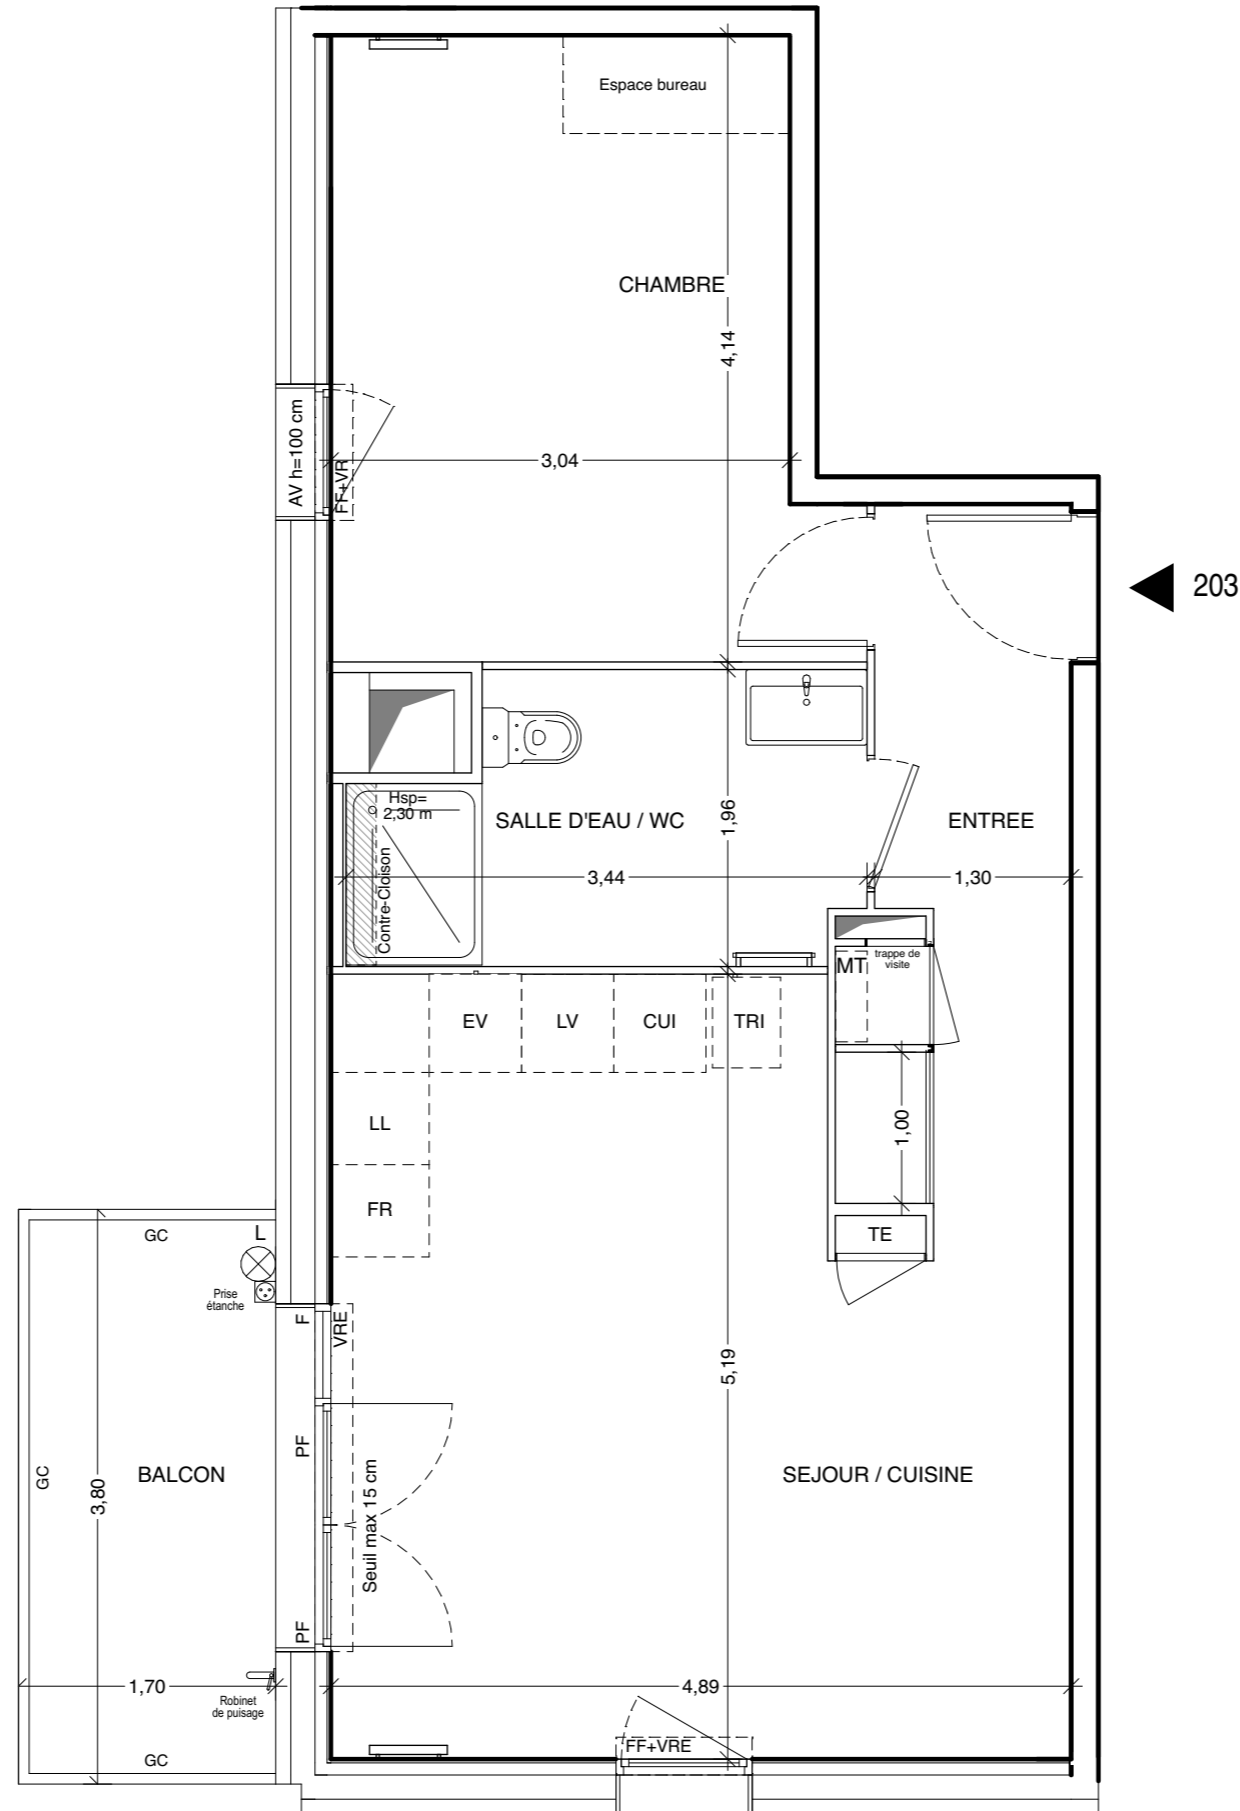 Espace bureau
CHAMBRE
4,14
AV h=100 cm
FF+VR
3,04
203
Hsp=
2,30 m
Contre-Cloison
SALLE D'EAU / WC
1,96
ENTREE
3,44
1,30
MT
trappe de
visite
EV
LV
CUI
TRI
LL
1,00
FR
TE
GC
L
Prise
étanche
F
VRE
5,19
PF
GC
3,80
BALCON
Seuil max 15 cm
SEJOUR / CUISINE
PF
1,70
Robinet
de puisage
4,89
GC
FF+VRE